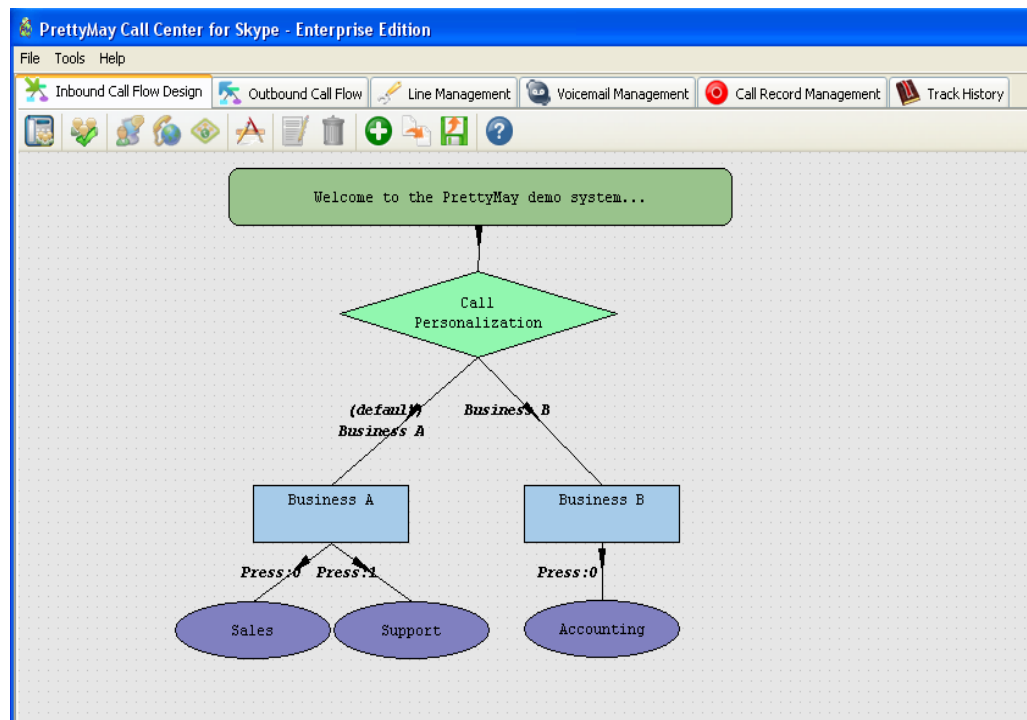 PrettyMay Call Center for Skype - Enterprise Edition
File Tools Help
Inbound Call Flow Design Outbound Call Flow Line Management Voicemail Management Call Record Management Track History
Welcome to the PrettyMay demo system...
Call
Personalization
(default) Business B
Business A
Business A Business B
Press:0 Press:1 Press:0
Sales Support Accounting